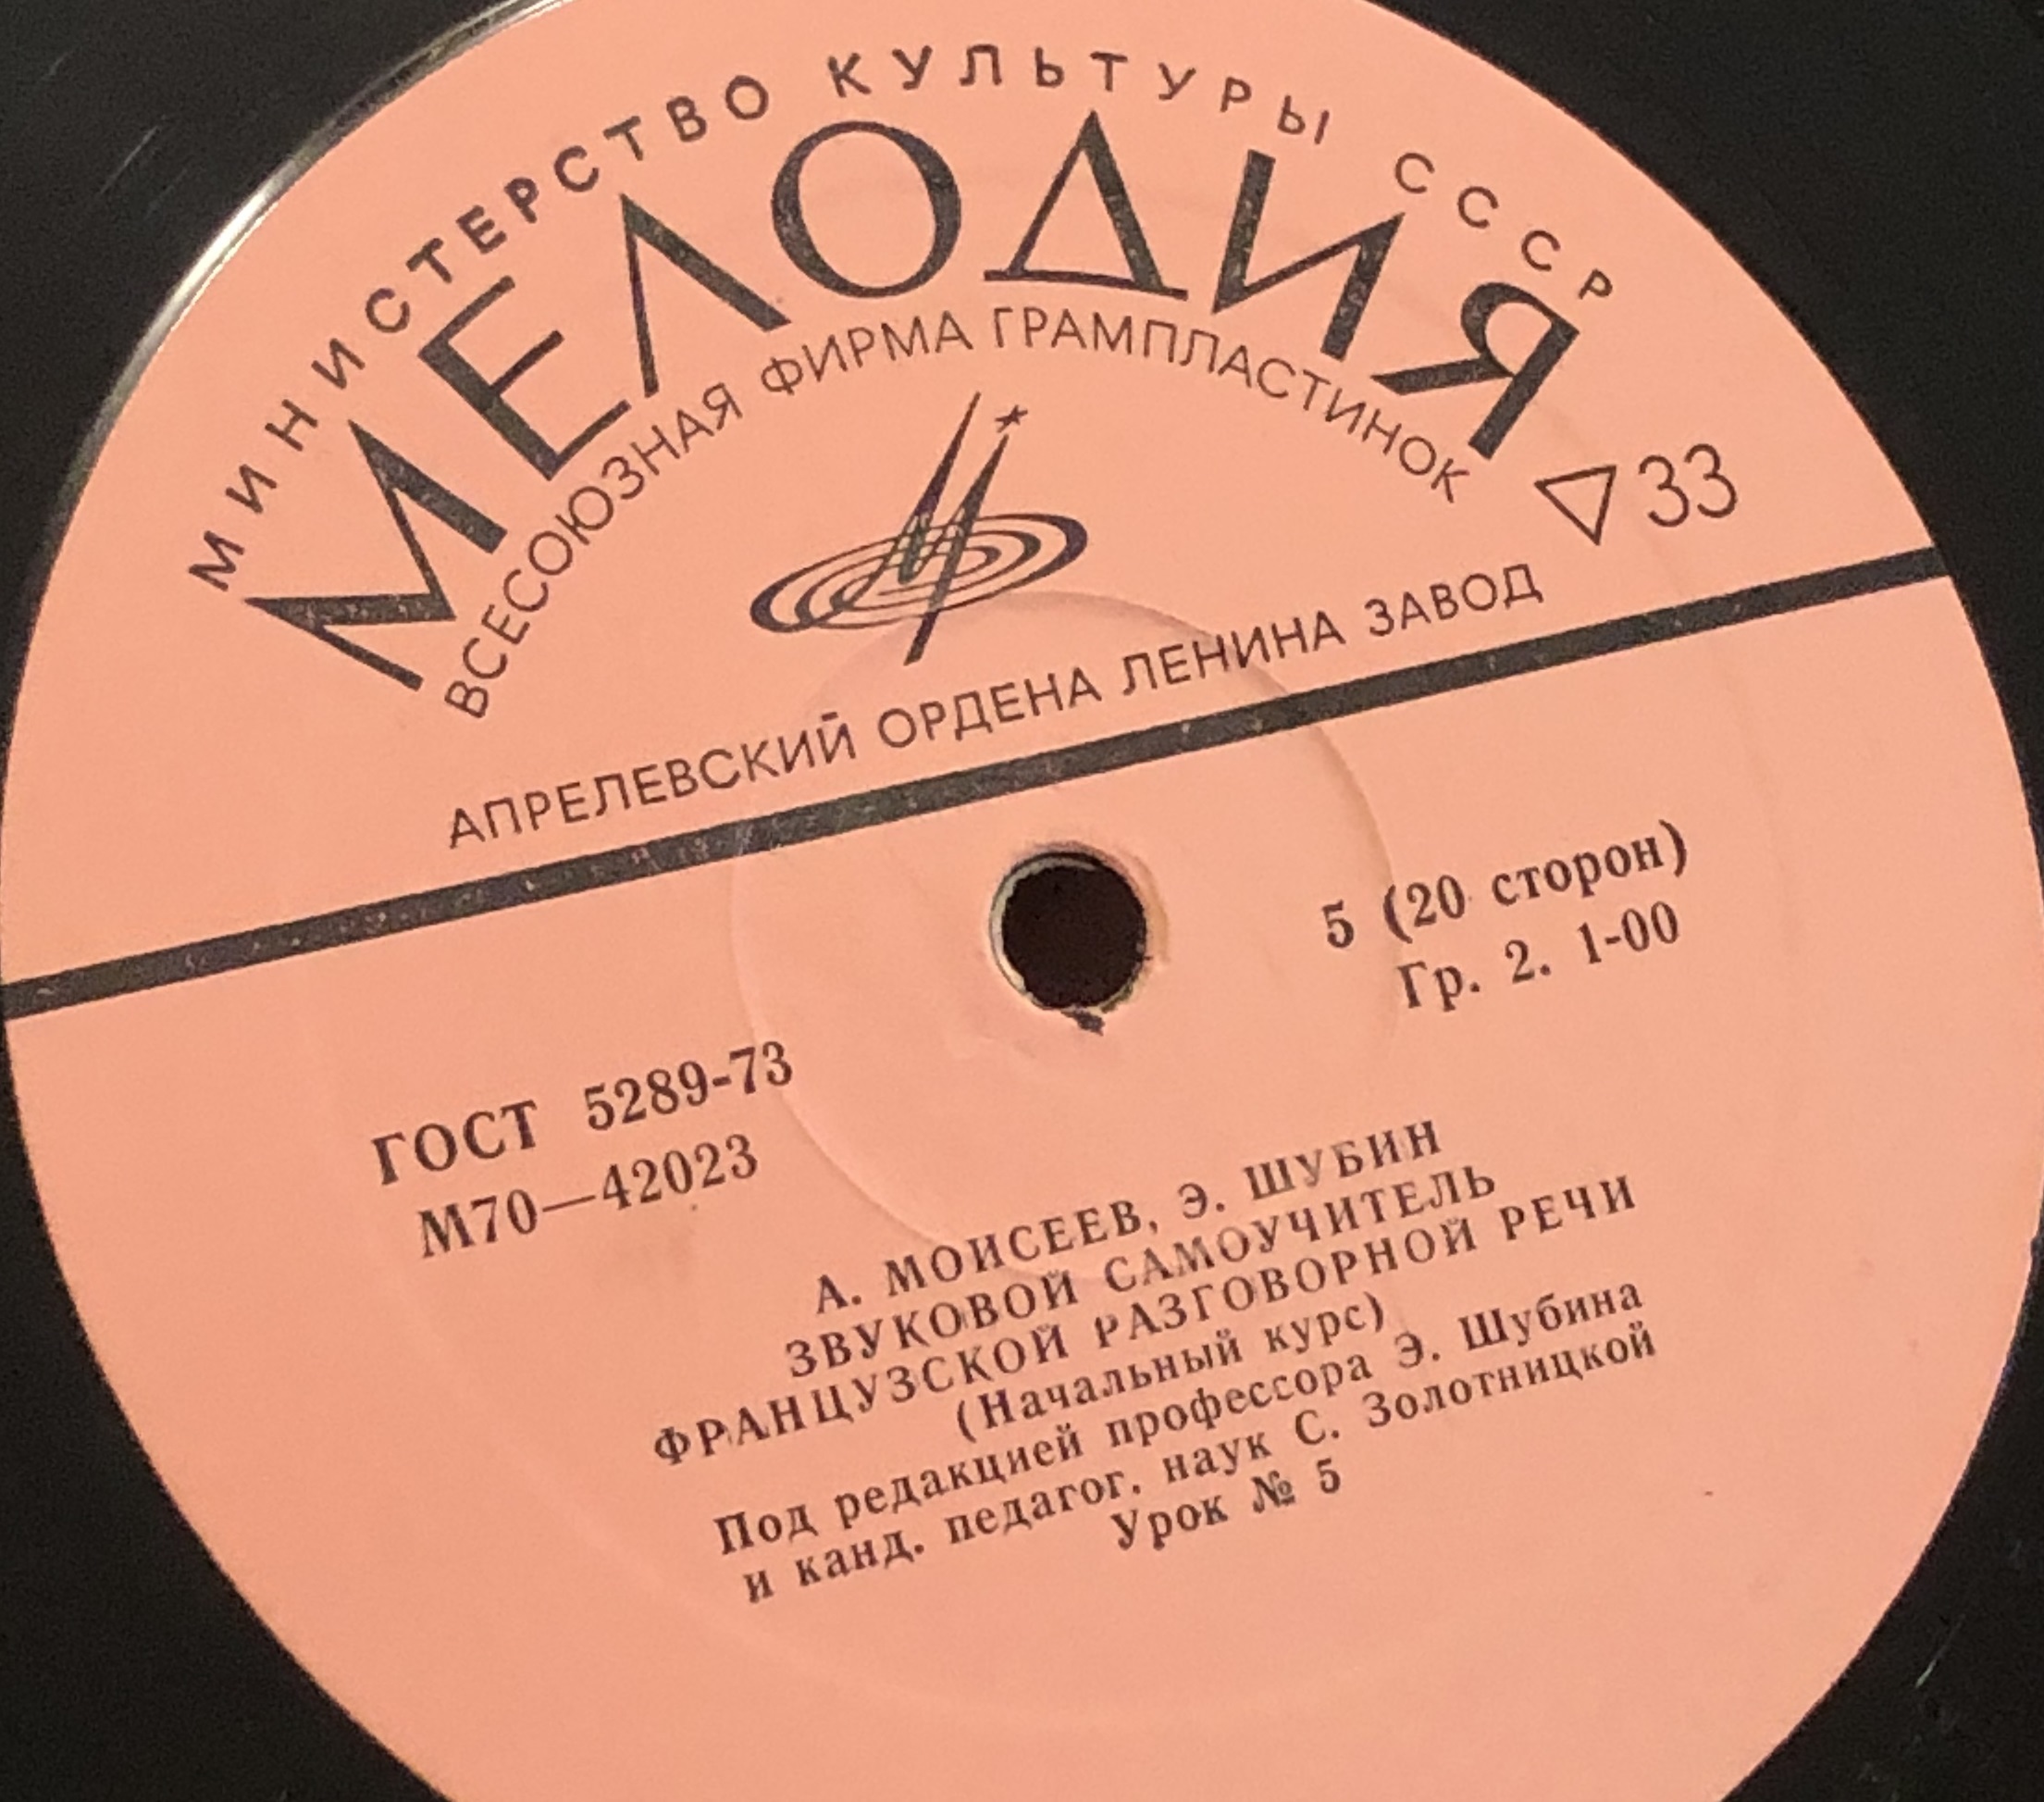 МИНИСТЕРСТВО КУЛЬТУРЫ СССР
МЕЛОДИЯ
ВСЕСОЮЗНАЯ ФИРМА ГРАМПЛАСТИНОК
▽33
АПРЕЛЕВСКИЙ ОРДЕНА ЛЕНИНА ЗАВОД
5 (20 сторон)
Гр. 2. 1-00
ГОСТ 5289-73
М70—42023
А. МОИСЕЕВ, Э. ШУБИН
ЗВУКОВОЙ САМОУЧИТЕЛЬ
ФРАНЦУЗСКОЙ РАЗГОВОРНОЙ РЕЧИ
(Начальный курс)
Под редакцией профессора Э. Шубина
и канд. педагог. наук С. Золотницкой
Урок № 5